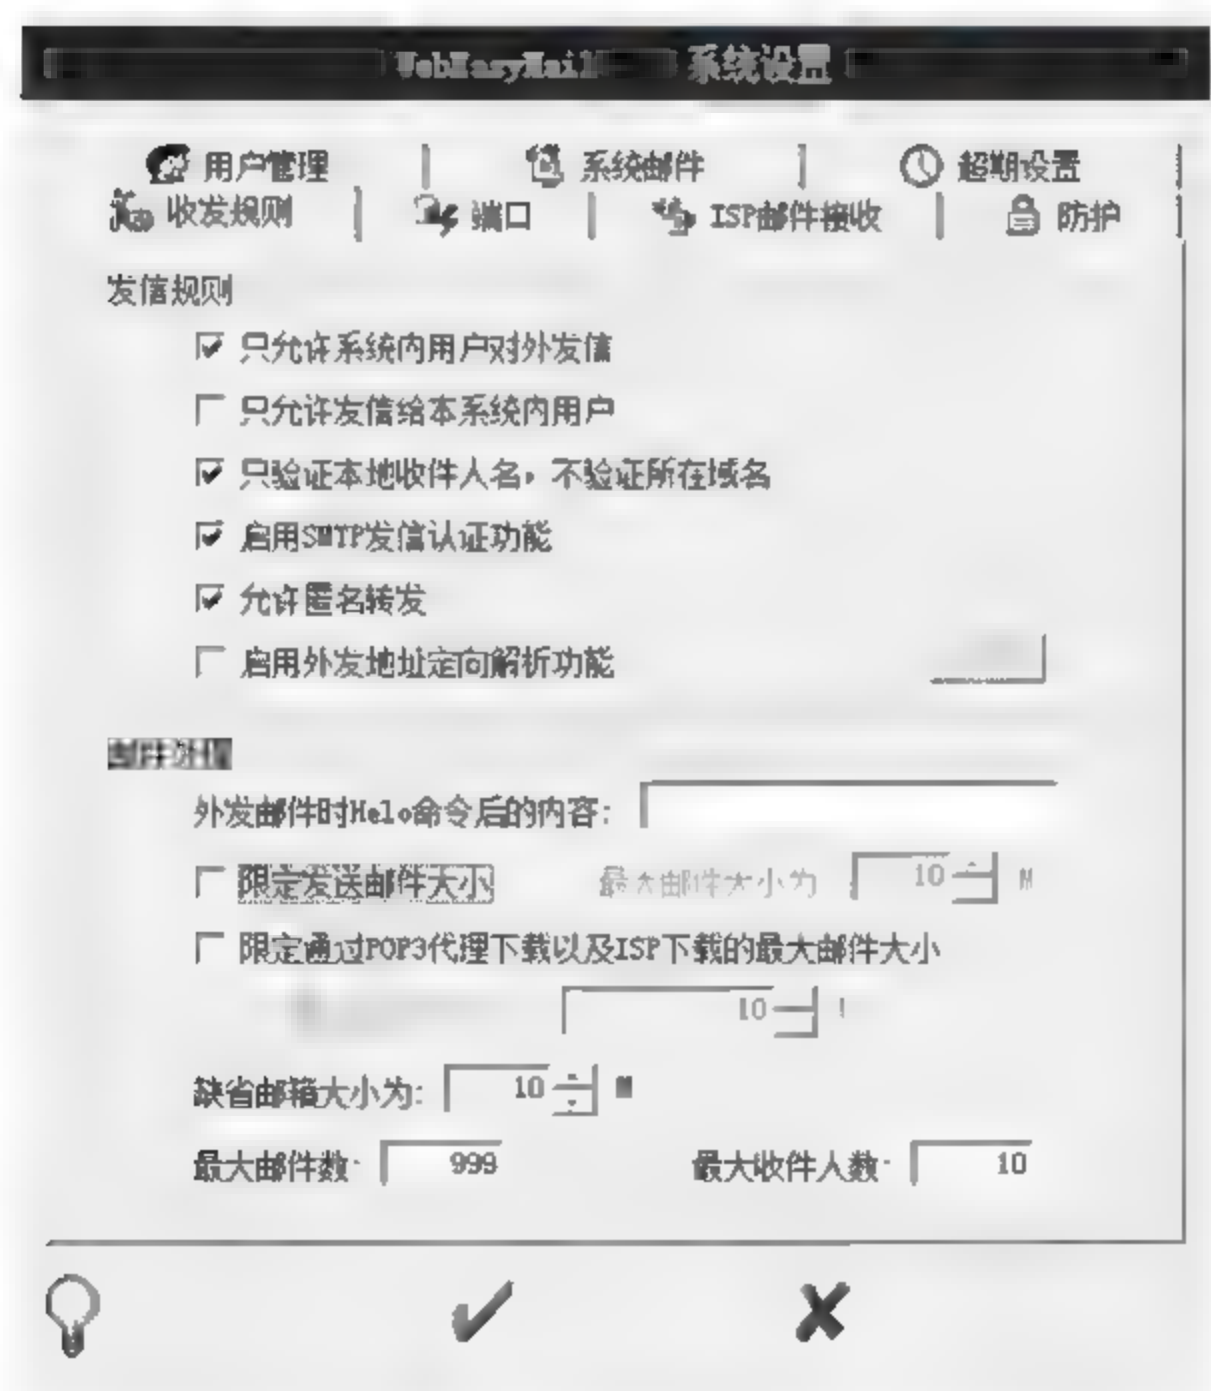 WebEasyMail 系统设置
用户管理 系统邮件 超期设置
收发规则 端口 ISP邮件接收 防护
发信规则
只允许系统内用户对外发信
只允许发信给本系统内用户
只验证本地收件人名，不验证所在域名
启用SMTP发信认证功能
允许匿名转发
启用外发地址定向解析功能
邮件处理
外发邮件时Helo命令后的内容:
限定发送邮件大小 最大邮件大小为 10 M
限定通过POP3代理下载以及ISP下载的最大邮件大小
10
缺省邮箱大小为: 10 M
最大邮件数: 999 最大收件人数: 10